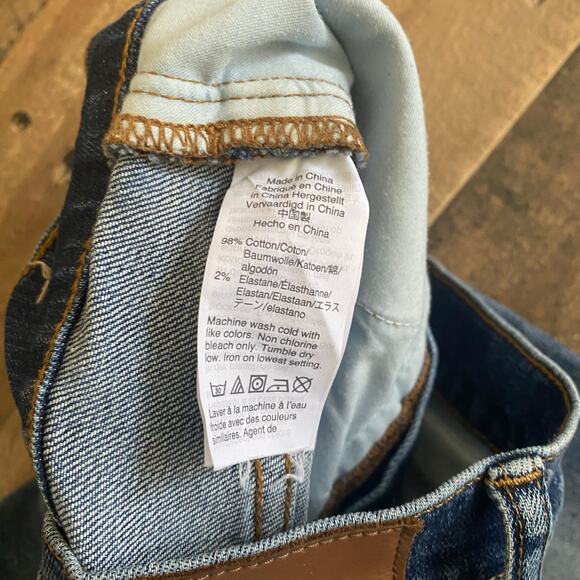 Made in China
Fabriqué en Chine
in China Hergestellt
Vervaardigd in China
中国製
Hecho en China
98% Cotton/Coton/
Baumwolle/Katoen/綿/
algodón
2% Elastane/Élasthanne/
Elastan/Elastaan/エラス
テーン/elastano
Machine wash cold with
like colors. Non chlorine
bleach only. Tumble dry
low. Iron on lowest setting.
30
Laver à la machine à l'eau
froide avec des couleurs
similaires. Agent de